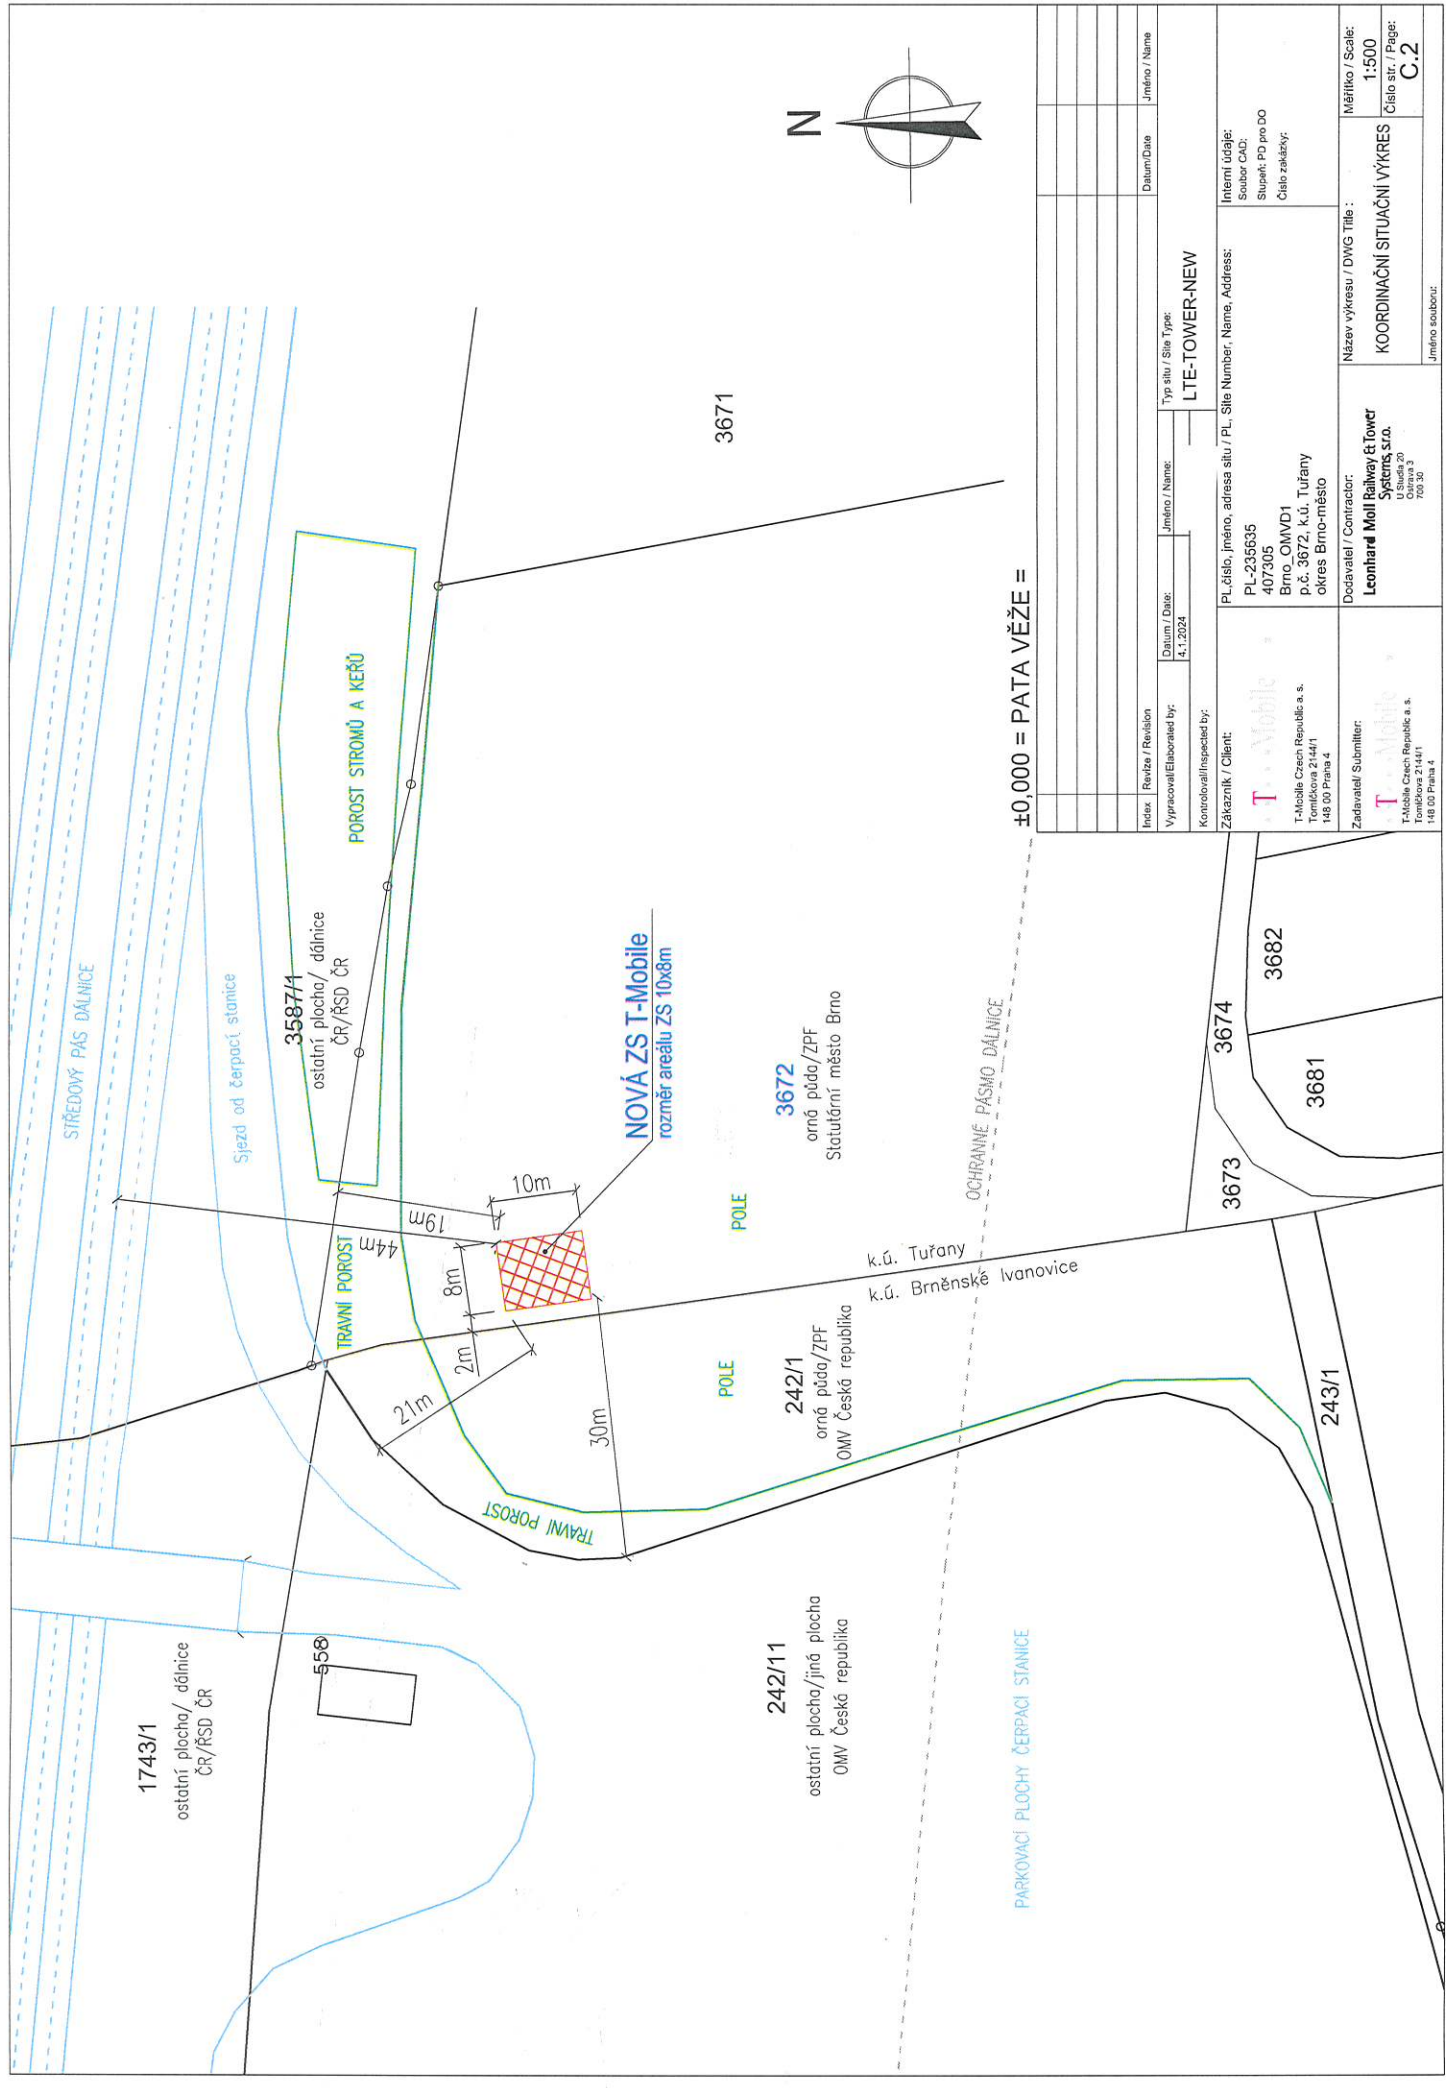 STŘEDOVÝ PÁS DÁLNICE
Sjezd od čerpací stanice
1743/1
ostatní plocha/ dálnice
ČR/ŘSD ČR
558
3587/1
ostatní plocha/ dálnice
ČR/ŘSD ČR
POROST STROMŮ A KEŘŮ
TRAVNÍ POROST
44m
19m
10m
8m
2m
21m
30m
TRAVNÍ POROST
NOVÁ ZS T-Mobile
rozměr areálu ZS 10x8m
3671
N
POLE
POLE
3672
orná půda/ZPF
Statutární město Brno
242/1
orná půda/ZPF
OMV Česká republika
242/11
ostatní plocha/jiná plocha
OMV Česká republika
k.ú. Tuřany
k.ú. Brněnské Ivanovice
OCHRANNÉ PÁSMO DÁLNICE
PARKOVACÍ PLOCHY ČERPACÍ STANICE
3674
3682
3673
3681
243/1
±0,000 = PATA VĚŽE =
Index
Revize / Revision
Datum/Date
Jméno / Name
Vypracoval/Elaborated by:
Datum / Date:
4.1.2024
Jméno / Name:
Typ situ / Site Type:
LTE-TOWER-NEW
Kontroloval/Inspected by:
Zákazník / Client:
T · · · Mobile
T-Mobile Czech Republic a. s.
Tomíčkova 2144/1
148 00 Praha 4
PL,číslo, jméno, adresa situ / PL, Site Number, Name, Address:
PL-235635
407305
Brno_OMVD1
p.č. 3672, k.ú. Tuřany
okres Brno-město
Interní údaje:
Soubor CAD:
Stupeň: PD pro DO
Číslo zakázky:
Zadavatel/ Submitter:
T · · · Mobile
T-Mobile Czech Republic a. s.
Tomíčkova 2144/1
148 00 Praha 4
Dodavatel / Contractor:
Leonhard Moll Railway & Tower
Systems, s.r.o.
U Studia 20
Ostrava 3
700 30
Název výkresu / DWG Title :
KOORDINAČNÍ SITUAČNÍ VÝKRES
Jméno souboru:
Měřítko / Scale:
1:500
Číslo str. / Page:
C.2